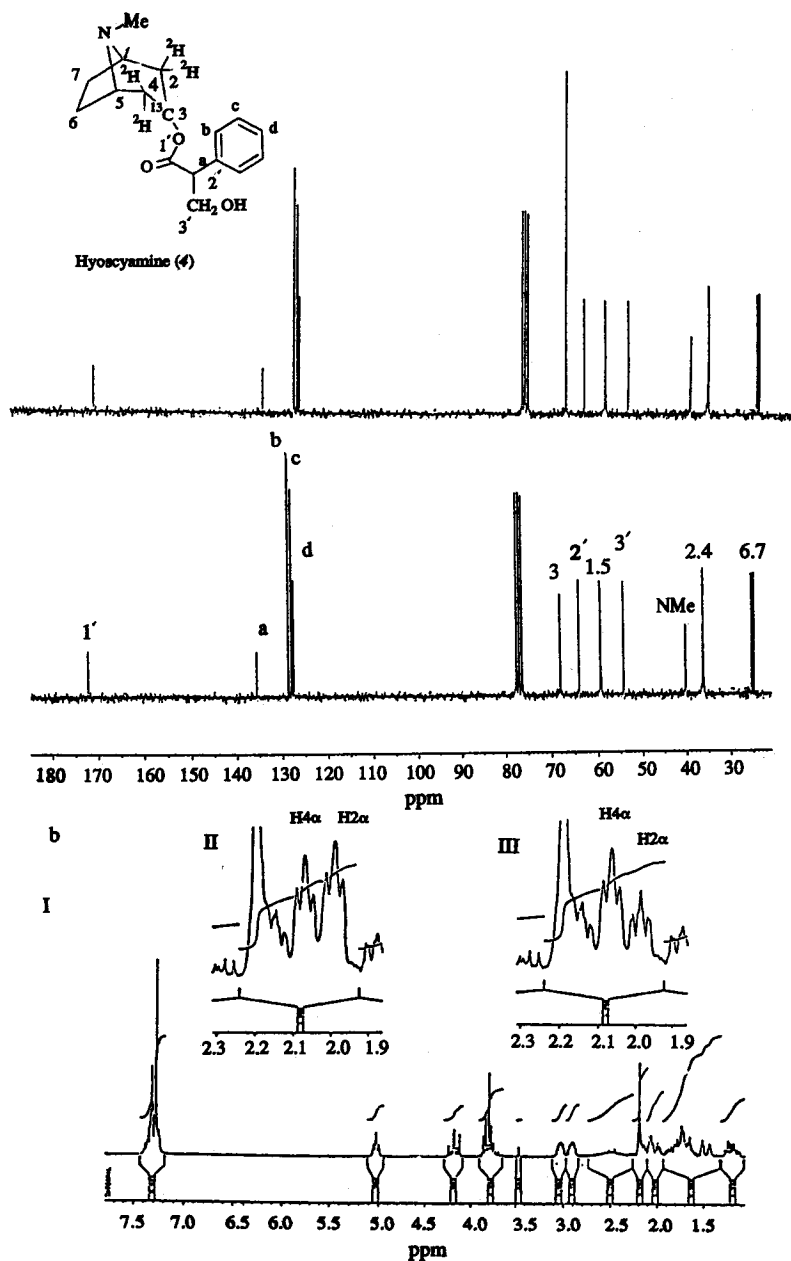 Me
N
²H
²H
7
4
2
²H
5
13
C
3
6
²H
O
1′
c
b
d
O
a
2′
CH₂ OH
3′
Hyoscyamine (4)
b
c
d
1′
a
3
2′
1.5
3′
NMe
2.4
6.7
180 170 160 150 140 130 120 110 100 90 80 70 60 50 40 30
ppm
b
I
II
H4α H2α
2.3 2.2 2.1 2.0 1.9
III
H4α
H2α
2.3 2.2 2.1 2.0 1.9
7.5 7.0 6.5 6.0 5.5 5.0 4.5 4.0 3.5 3.0 2.5 2.0 1.5
ppm